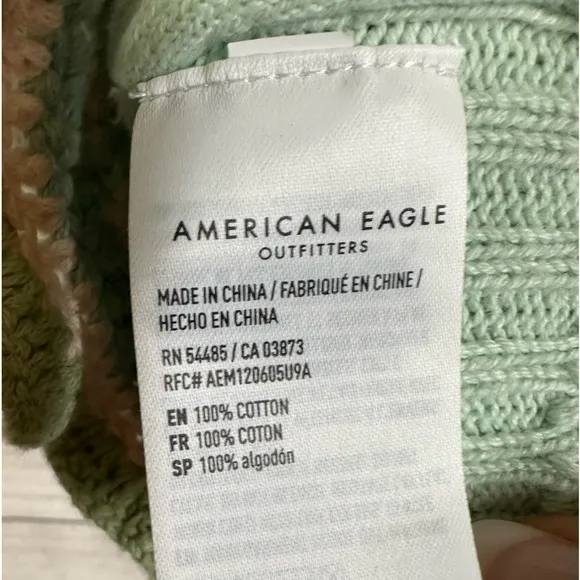 AMERICAN EAGLE
OUTFITTERS
MADE IN CHINA / FABRIQUÉ EN CHINE /
HECHO EN CHINA
RN 54485 / CA 03873
RFC# AEM120605U9A
EN 100% COTTON
FR 100% COTON
SP 100% algodón